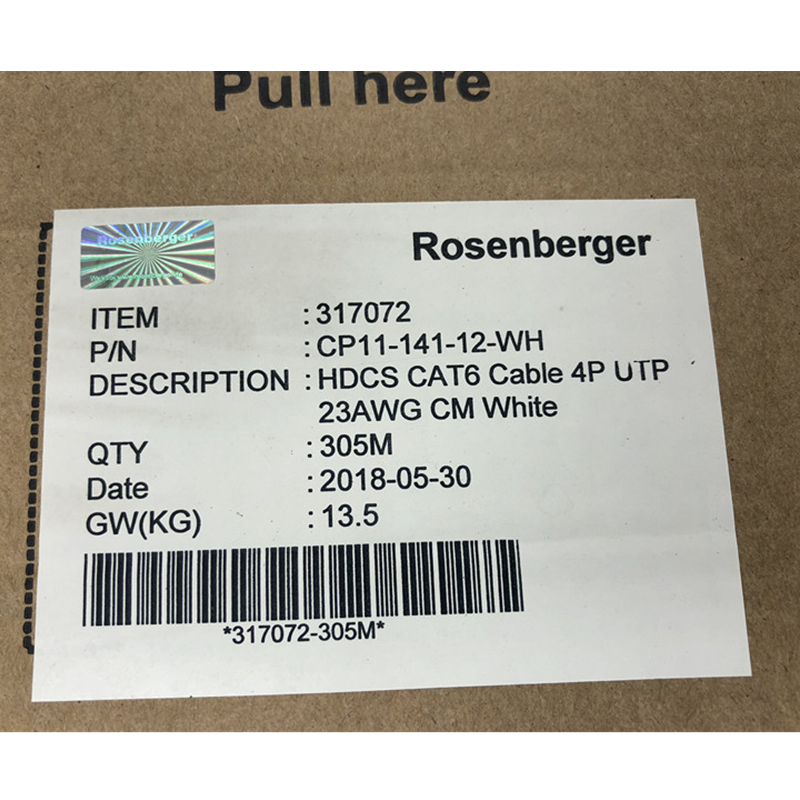 Pull here
Rosenberger
Rosenberger
ITEM : 317072
P/N : CP11-141-12-WH
DESCRIPTION : HDCS CAT6 Cable 4P UTP
23AWG CM White
QTY : 305M
Date : 2018-05-30
GW(KG) : 13.5
*317072-305M*